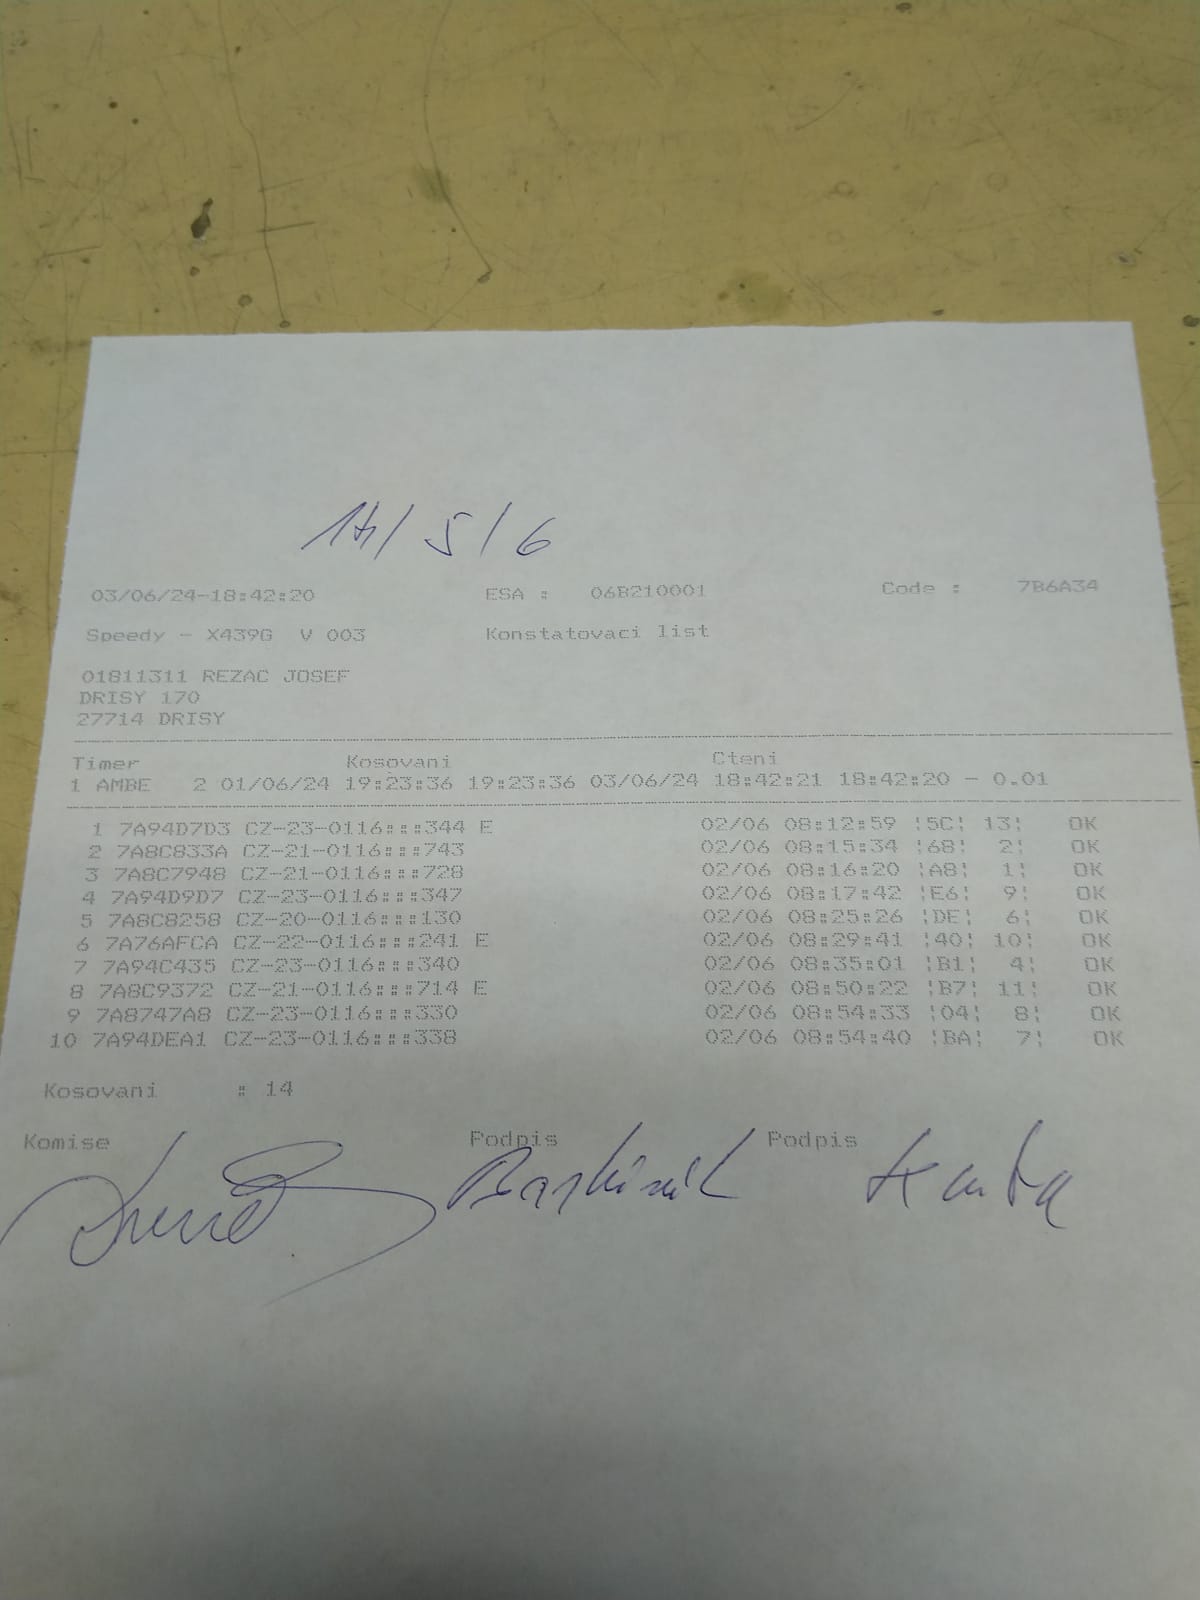 14/5/6
03/06/24-18:42:20 ESA : 06B210001 Code : 7B6A34
Speedy - X439G V 003 Konstatovaci list
01811311 REZAC JOSEF
DRISY 170
27714 DRISY
Timer Kosovani Cteni
1 AMBE 2 01/06/24 19:23:36 19:23:36 03/06/24 18:42:21 18:42:20 - 0.01
1 7A94D7D3 CZ-23-0116:::344 E 02/06 08:12:59 ¦5C¦ 13¦ OK
2 7A8C833A CZ-21-0116:::743 02/06 08:15:34 ¦68¦ 2¦ OK
3 7A8C7948 CZ-21-0116:::728 02/06 08:16:20 ¦A8¦ 1¦ OK
4 7A94D9D7 CZ-23-0116:::347 02/06 08:17:42 ¦E6¦ 9¦ OK
5 7A8C8258 CZ-20-0116:::130 02/06 08:25:26 ¦DE¦ 6¦ OK
6 7A76AFCA CZ-22-0116:::241 E 02/06 08:29:41 ¦40¦ 10¦ OK
7 7A94C435 CZ-23-0116:::340 02/06 08:35:01 ¦B1¦ 4¦ OK
8 7A8C9372 CZ-21-0116:::714 E 02/06 08:50:22 ¦B7¦ 11¦ OK
9 7A8747A8 CZ-23-0116:::330 02/06 08:54:33 ¦04¦ 8¦ OK
10 7A94DEA1 CZ-23-0116:::338 02/06 08:54:40 ¦BA¦ 7¦ OK
Kosovani : 14
Komise Podpis Podpis